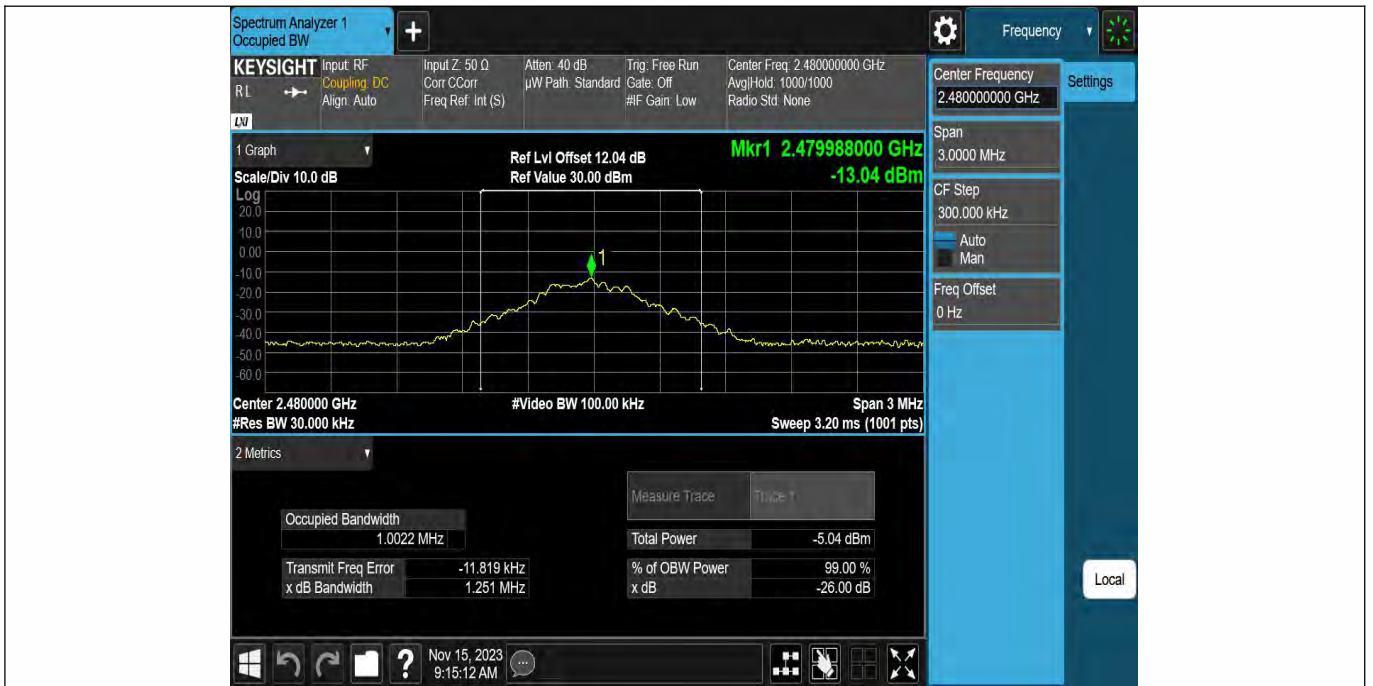 Spectrum Analyzer 1
Occupied BW
+
Frequency
KEYSIGHT
RL
LXI
Input: RF
Coupling: DC
Align: Auto
Input Z: 50 Ω
Corr CCorr
Freq Ref: Int (S)
Atten: 40 dB
µW Path: Standard
Trig: Free Run
Gate: Off
#IF Gain: Low
Center Freq: 2.480000000 GHz
Avg|Hold: 1000/1000
Radio Std: None
Center Frequency
2.480000000 GHz
Settings
Span
3.0000 MHz
CF Step
300.000 kHz
Auto
Man
Freq Offset
0 Hz
Local
1 Graph
Scale/Div 10.0 dB
Ref Lvl Offset 12.04 dB
Ref Value 30.00 dBm
Mkr1 2.479988000 GHz
-13.04 dBm
Log
20.0
10.0
0.00
-10.0
-20.0
-30.0
-40.0
-50.0
-60.0
1
Center 2.480000 GHz
#Video BW 100.00 kHz
Span 3 MHz
#Res BW 30.000 kHz
Sweep 3.20 ms (1001 pts)
2 Metrics
Measure Trace
Trace 1
Occupied Bandwidth
1.0022 MHz
Total Power -5.04 dBm
Transmit Freq Error -11.819 kHz
% of OBW Power 99.00 %
x dB Bandwidth 1.251 MHz
x dB -26.00 dB
?
Nov 15, 2023
9:15:12 AM